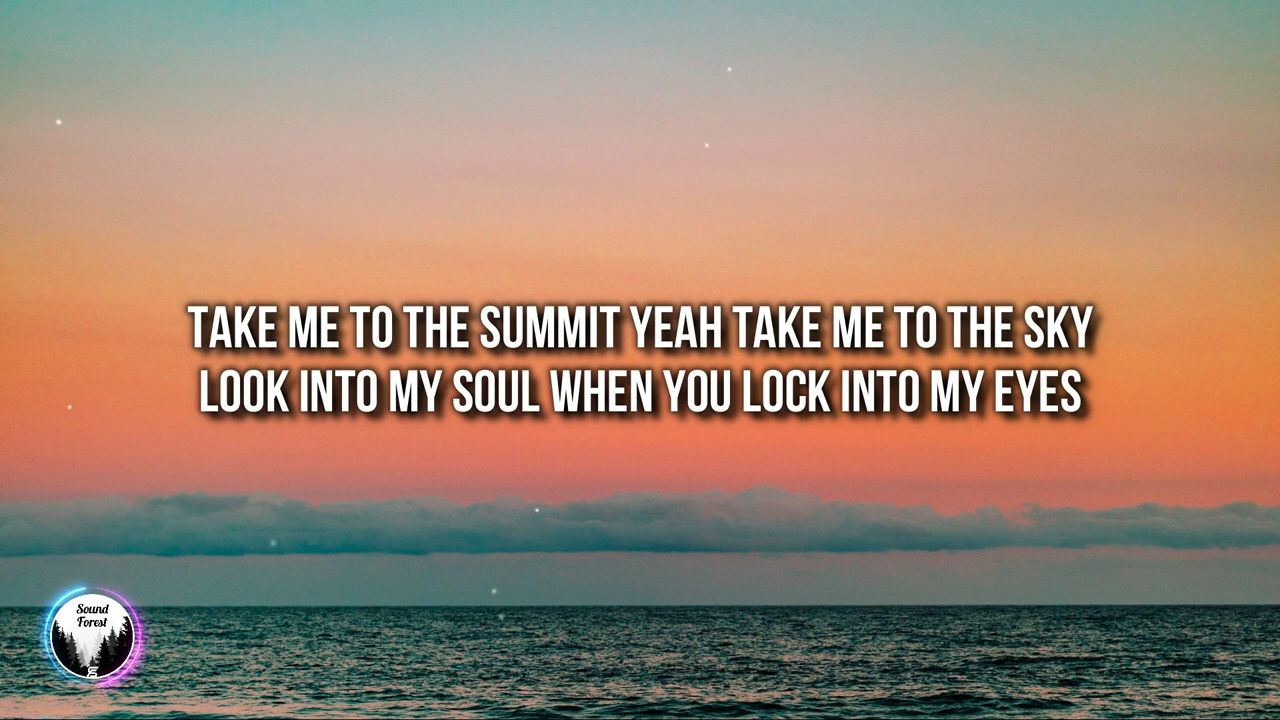 TAKE ME TO THE SUMMIT YEAH TAKE ME TO THE SKY
LOOK INTO MY SOUL WHEN YOU LOCK INTO MY EYES
Sound
Forest